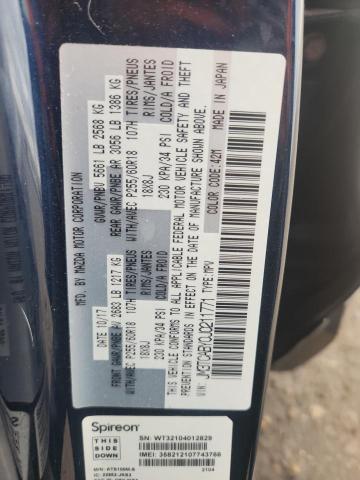 MFD. BY MAZDA MOTOR CORPORATION
10/17 GVWR/PNBV 5661 LB 2568 KG
GAWR FRONT/PNBE AV 2683 LB 1217 KG REAR GAWR/PNBE AR 3056 LB 1386 KG
WITH/AVEC P255/60R18 107H TIRES/PNEUS WITH/AVEC P255/60R18 107H TIRES/PNEUS
18X8J RIMS/JANTES 18X8J RIMS/JANTES
230 KPA/34 PSI COLD/A FROID 230 KPA/34 PSI COLD/A FROID
THIS VEHICLE CONFORMS TO ALL APPLICABLE FEDERAL MOTOR VEHICLE SAFETY AND THEFT
PREVENTION STANDARDS IN EFFECT ON THE DATE OF MANUFACTURE SHOWN ABOVE.
TYPE:MPV COLOR CODE:42M MADE IN JAPAN
Spireon
THIS SIDE INSIDE
SN: WT32104012829
2104